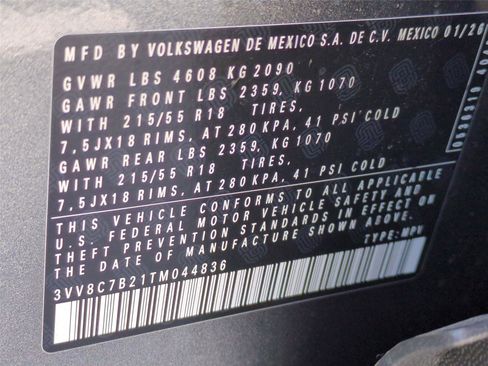 MFD BY VOLKSWAGEN DE MEXICO S.A. DE C.V. MEXICO 01/26
GVWR LBS 4608 KG 2090
GAWR FRONT LBS 2359, KG 1070
WITH 215/55 R18 TIRES,
7,5JX18 RIMS, AT 280 KPA, 41 PSI COLD
GAWR REAR LBS 2359, KG 1070
WITH 215/55 R18 TIRES,
7,5JX18 RIMS, AT 280 KPA, 41 PSI COLD
THIS VEHICLE CONFORMS TO ALL APPLICABLE
U.S. FEDERAL MOTOR VEHICLE SAFETY AND
THEFT PREVENTION STANDARDS IN EFFECT ON
THE DATE OF MANUFACTURE SHOWN ABOVE.
TYPE: MPV
3VV8C7B21TM044836